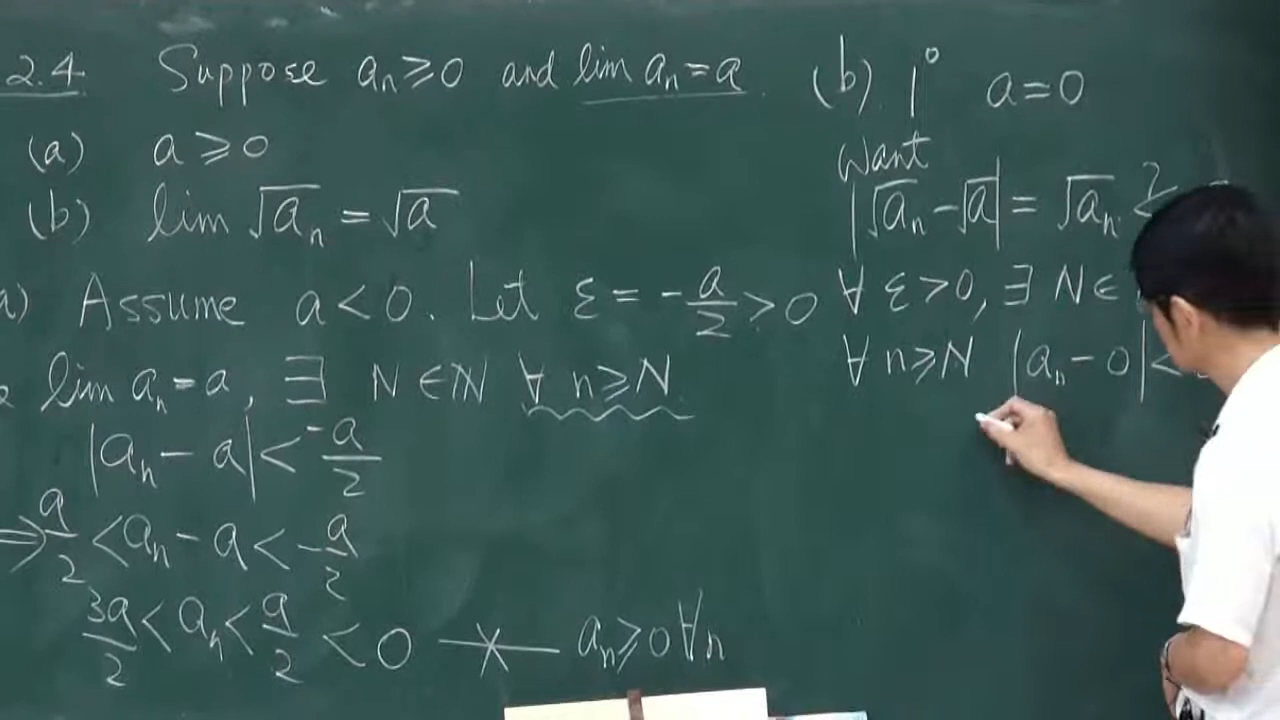 2.4. Suppose aₙ ≥ 0 and lim aₙ = a.
(a) a ≥ 0
(b) lim √aₙ = √a
a) Assume a < 0. Let ε = -a/2 > 0
lim aₙ = a, ∃ N ∈ ℕ ∀ n ≥ N.
|aₙ - a| < -a/2
⇒ a/2 < aₙ - a < -a/2
3a/2 < aₙ < a/2 < 0 ※ aₙ ≥ 0 ∀n
(b) 1° a = 0
Want
|√aₙ - √a| = √aₙ
∀ ε > 0, ∃ N ∈
∀ n ≥ N |aₙ - 0| <